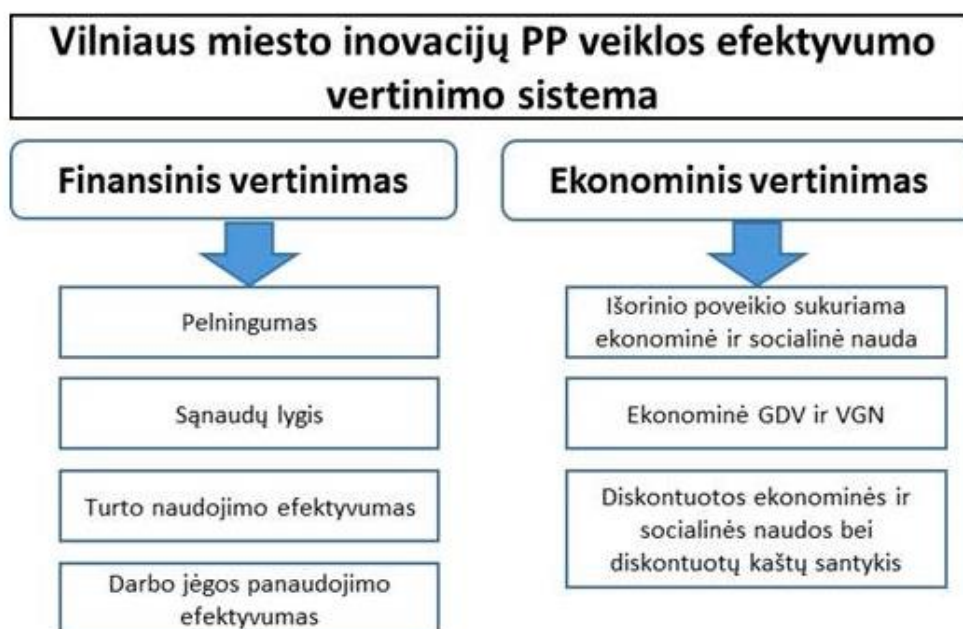 Vilniaus miesto inovacijų PP veiklos efektyvumo
vertinimo sistema
Finansinis vertinimas
Pelningumas
Sąnaudų lygis
Turto naudojimo efektyvumas
Darbo jėgos panaudojimo
efektyvumas
Ekonominis vertinimas
Išorinio poveikio sukuriama
ekonominė ir socialinė nauda
Ekonominė GDV ir VGN
Diskontuotos ekonominės ir
socialinės naudos bei
diskontuotų kaštų santykis